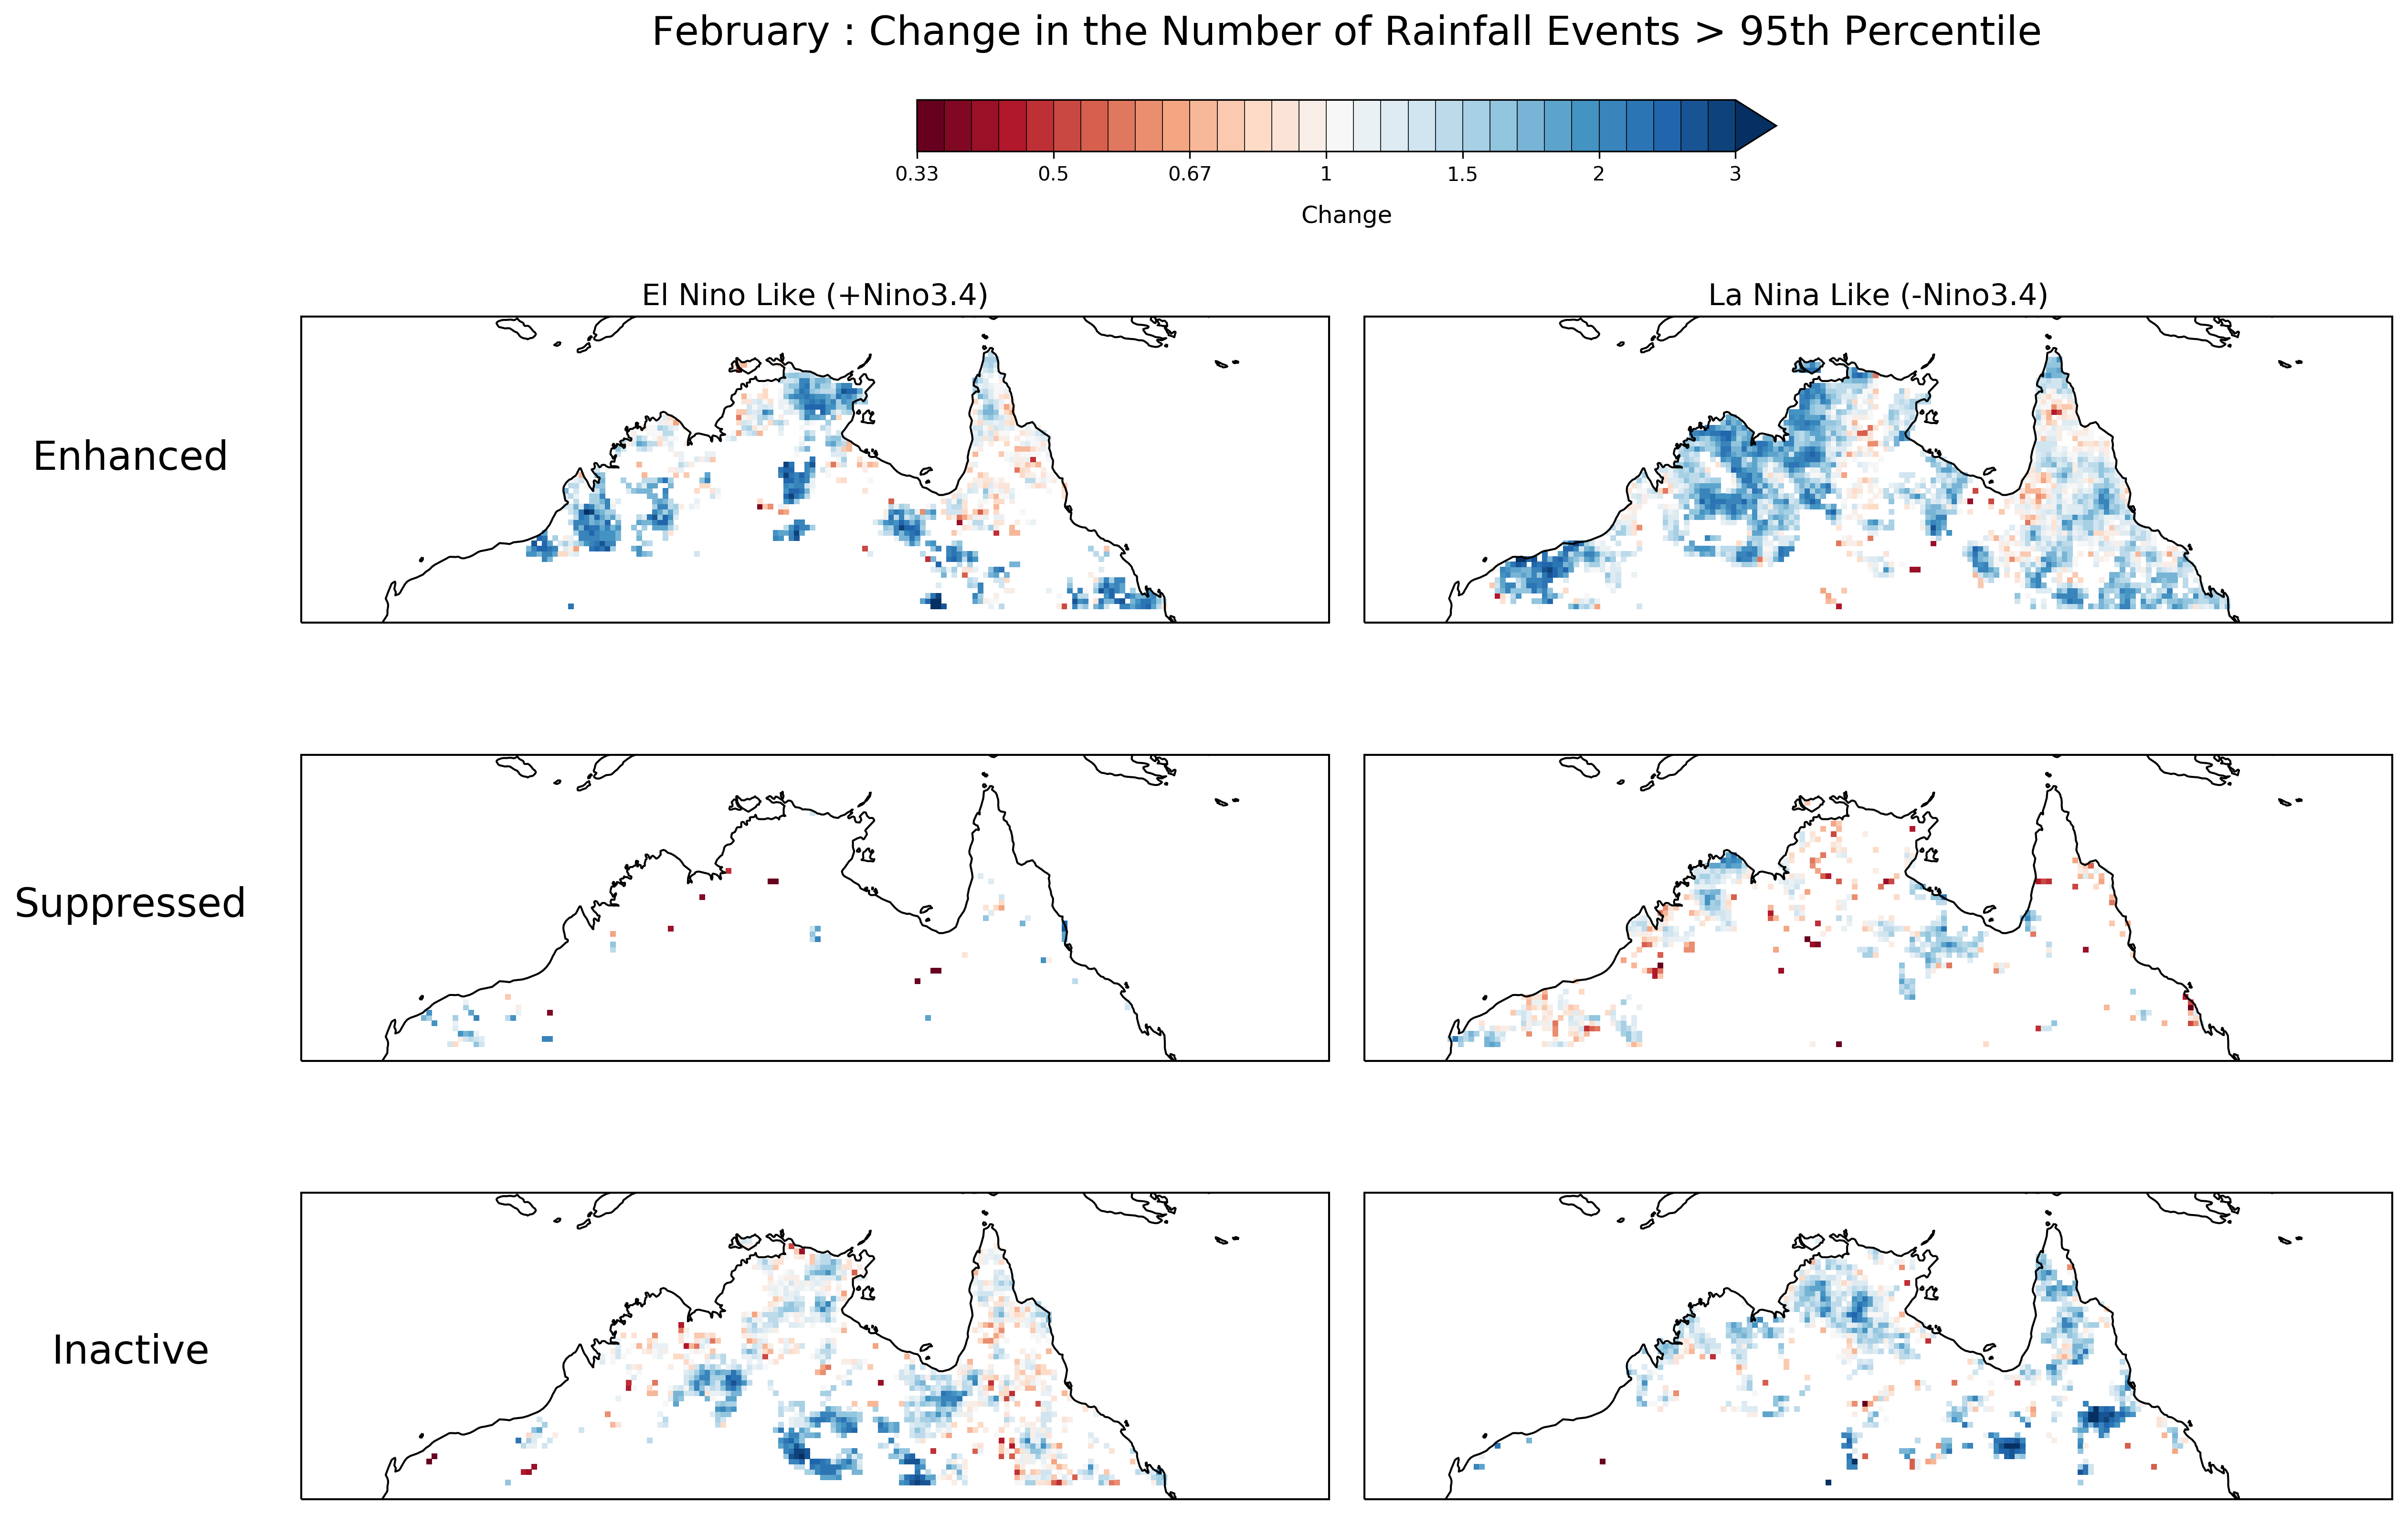 February : Change in the Number of Rainfall Events > 95th Percentile
0.33 0.5 0.67 1 1.5 2 3
Change
El Nino Like (+Nino3.4) La Nina Like (-Nino3.4)
Enhanced
Suppressed
Inactive